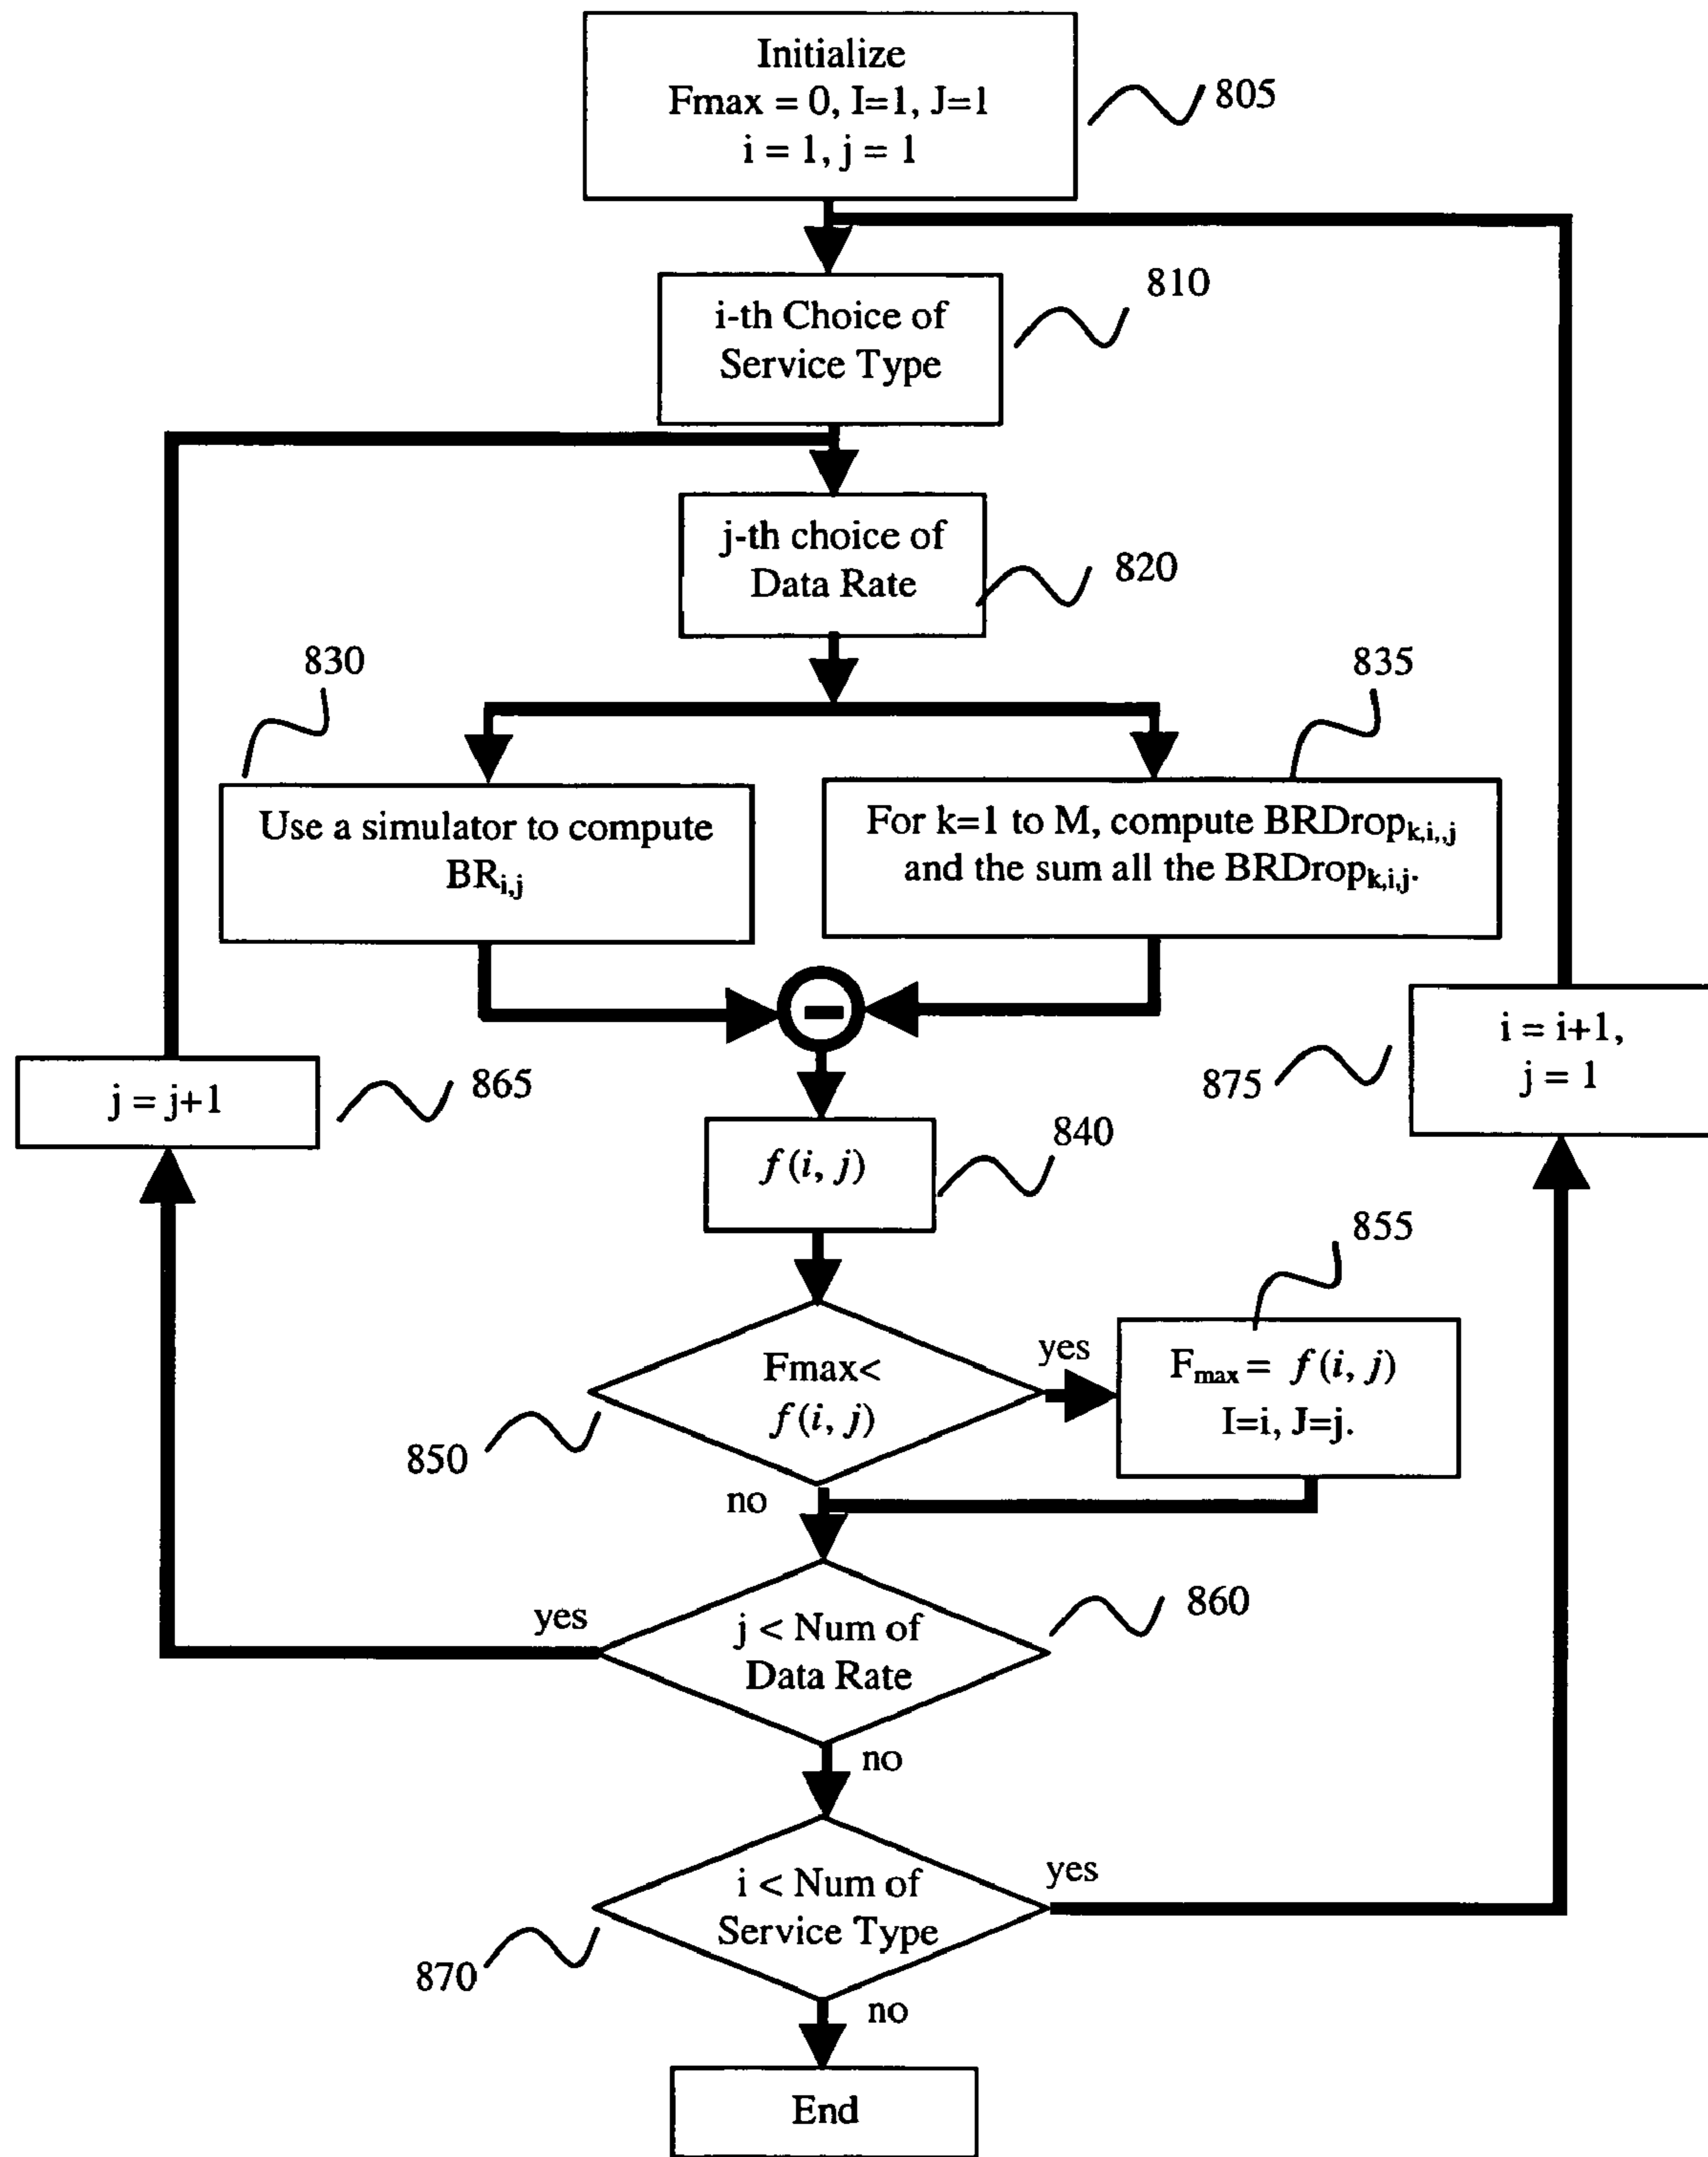 Initialize
Fmax = 0, I=1, J=1
i = 1, j = 1
805
i-th Choice of
Service Type
810
j-th choice of
Data Rate
820
830
835
Use a simulator to compute
BRi,j
For k=1 to M, compute BRDropk,i,,j
and the sum all the BRDropk,i,j.
–
j = j+1
865
i = i+1,
j = 1
875
f (i, j)
840
855
Fmax<
f (i, j)
yes
850
Fmax = f (i, j)
I=i, J=j.
no
j < Num of
Data Rate
yes
860
no
i < Num of
Service Type
yes
870
no
End